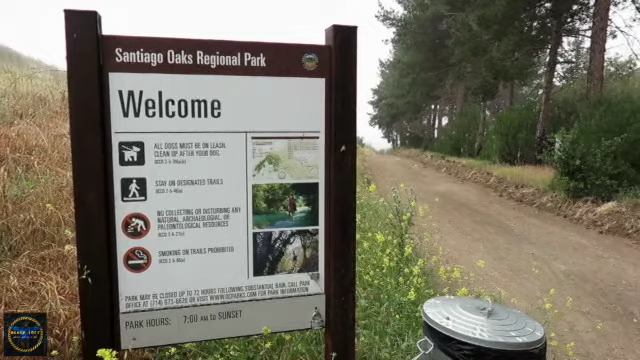 Santiago Oaks Regional Park
Welcome
ALL DOGS MUST BE ON LEASH.
CLEAN UP AFTER YOUR DOG.
STAY ON DESIGNATED TRAILS
NO COLLECTING OR DISTURBING ANY
NATURAL, ARCHAEOLOGICAL, OR
PALEONTOLOGICAL RESOURCES
SMOKING ON TRAILS PROHIBITED
PARK MAY BE CLOSED UP TO 72 HOURS FOLLOWING SUBSTANTIAL RAIN. CALL PARK
OFFICE AT (714) 973-6620 OR VISIT WWW.OCPARKS.COM FOR PARK INFORMATION
PARK HOURS: 7:00 AM to SUNSET